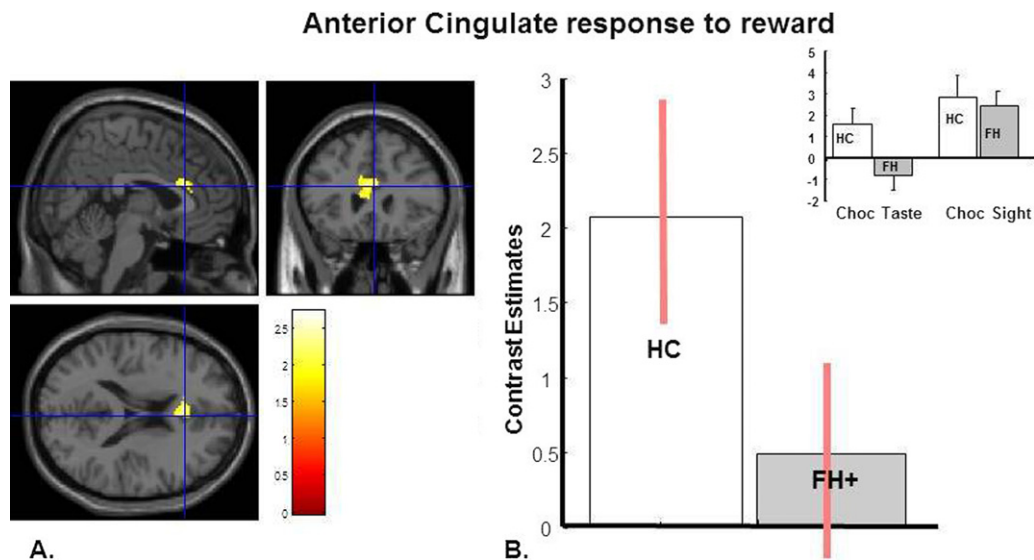 Anterior Cingulate response to reward
2.5
2
1.5
1
0.5
0
A.
Contrast Estimates
3
2.5
2
1.5
1
0.5
0
HC
FH+
B.
5
4
3
2
1
0
-1
-2
HC
FH
HC
FH
Choc Taste
Choc Sight